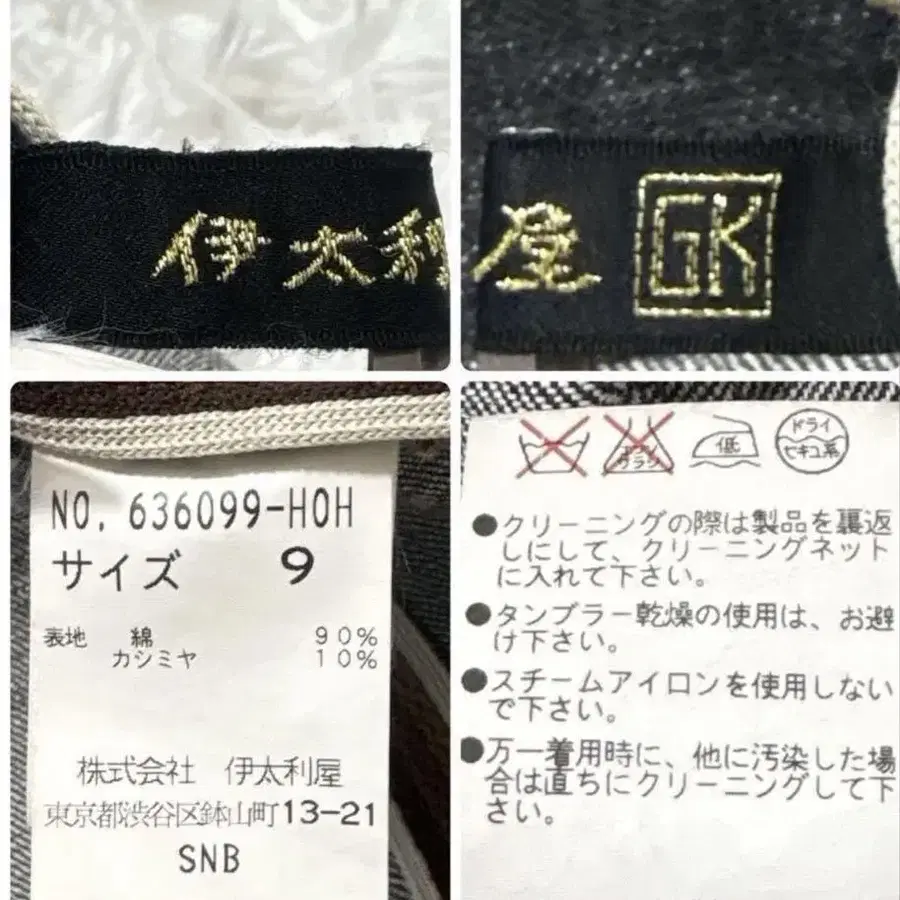 伊太利
屋 GK
NO. 636099-HOH
サイズ 9
表地 綿 90%
カシミヤ 10%
株式会社 伊太利屋
東京都渋谷区鉢山町13-21
SNB
低
ドライ
セキユ系
●クリーニングの際は製品を裏返
しにして、クリーニングネット
に入れて下さい。
●タンブラー乾燥の使用は、お避
け下さい。
●スチームアイロンを使用しない
で下さい。
●万一着用時に、他に汚染した場
合は直ちにクリーニングして下
さい。